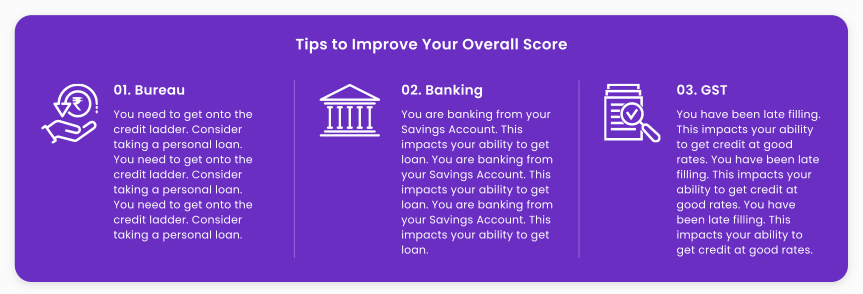 Tips to Improve Your Overall Score
01. Bureau
You need to get onto the
credit ladder. Consider
taking a personal loan.
You need to get onto the
credit ladder. Consider
taking a personal loan.
You need to get onto the
credit ladder. Consider
taking a personal loan.
02. Banking
You are banking from your
Savings Account. This
impacts your ability to get
loan. You are banking from
your Savings Account. This
impacts your ability to get
loan. You are banking from
your Savings Account. This
impacts your ability to get
loan.
03. GST
You have been late filling.
This impacts your ability
to get credit at good
rates. You have been late
filling. This impacts your
ability to get credit at
good rates. You have
been late filling. This
impacts your ability to
get credit at good rates.